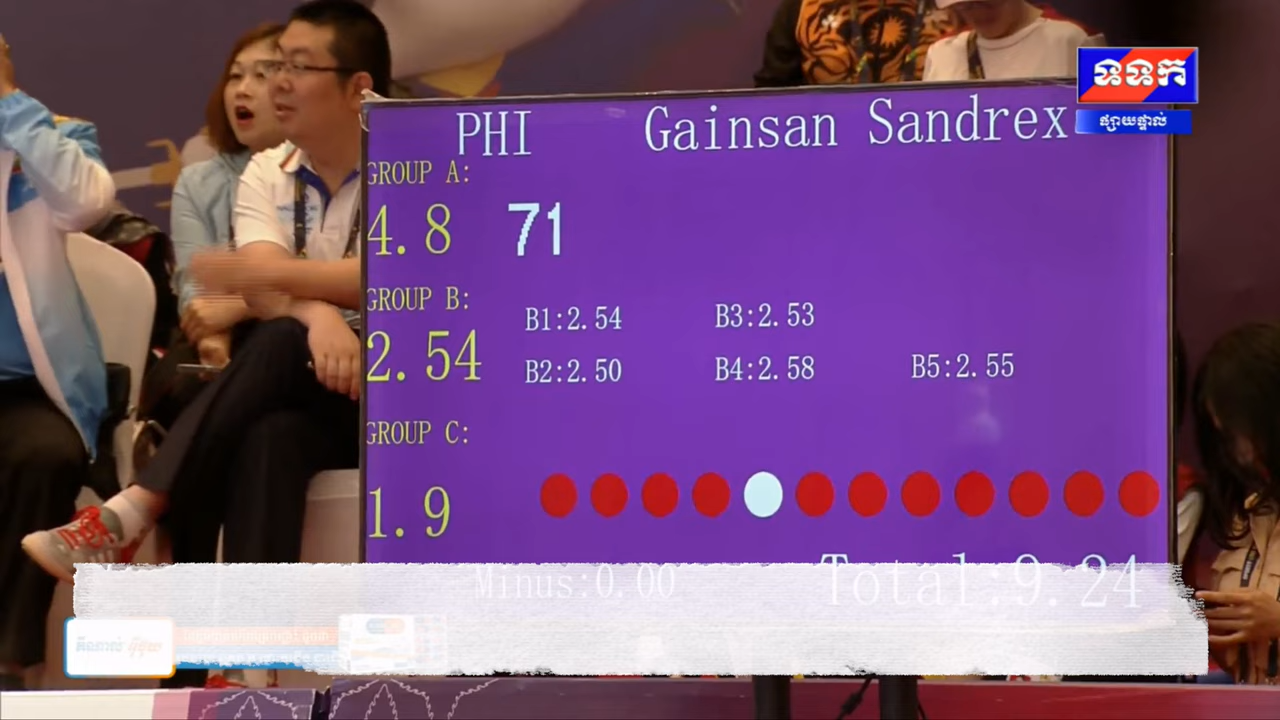 ទទក
ផ្សាយផ្ទាល់
PHI Gainsan Sandrex
GROUP A:
4.8 71
GROUP B:
2.54 B1:2.54 B3:2.53
B2:2.50 B4:2.58 B5:2.55
GROUP C:
1.9
Minus:0.00 Total:9.24